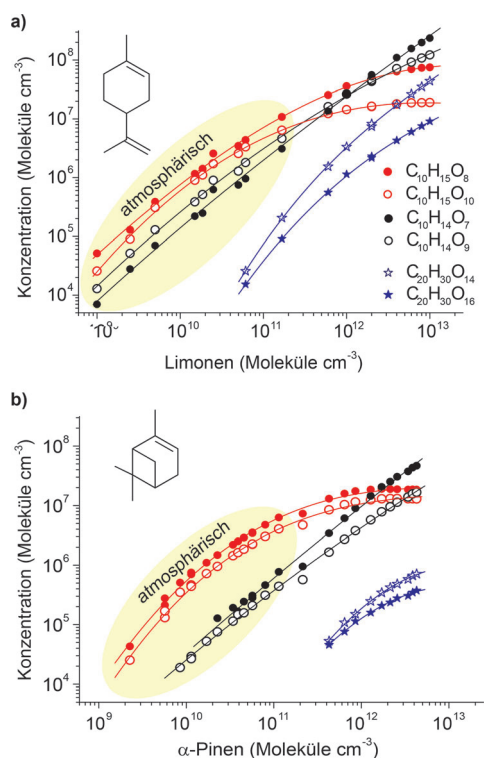 a)
Konzentration (Moleküle cm⁻³)
10⁸
10⁷
10⁶
10⁵
10⁴
atmosphärisch
C₁₀H₁₅O₈
C₁₀H₁₅O₁₀
C₁₀H₁₄O₇
C₁₀H₁₄O₉
C₂₀H₃₀O₁₄
C₂₀H₃₀O₁₆
10¹⁰ 10¹¹ 10¹² 10¹³
Limonen (Moleküle cm⁻³)
b)
Konzentration (Moleküle cm⁻³)
10⁸
10⁷
10⁶
10⁵
10⁴
atmosphärisch
10⁹ 10¹⁰ 10¹¹ 10¹² 10¹³
α-Pinen (Moleküle cm⁻³)